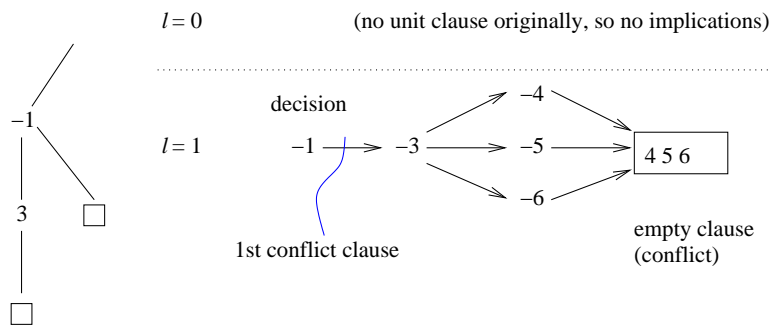 l = 0 (no unit clause originally, so no implications)
decision
−1
l = 1
−1
−3
−4
−5
−6
4 5 6
3
1st conflict clause
empty clause
(conflict)